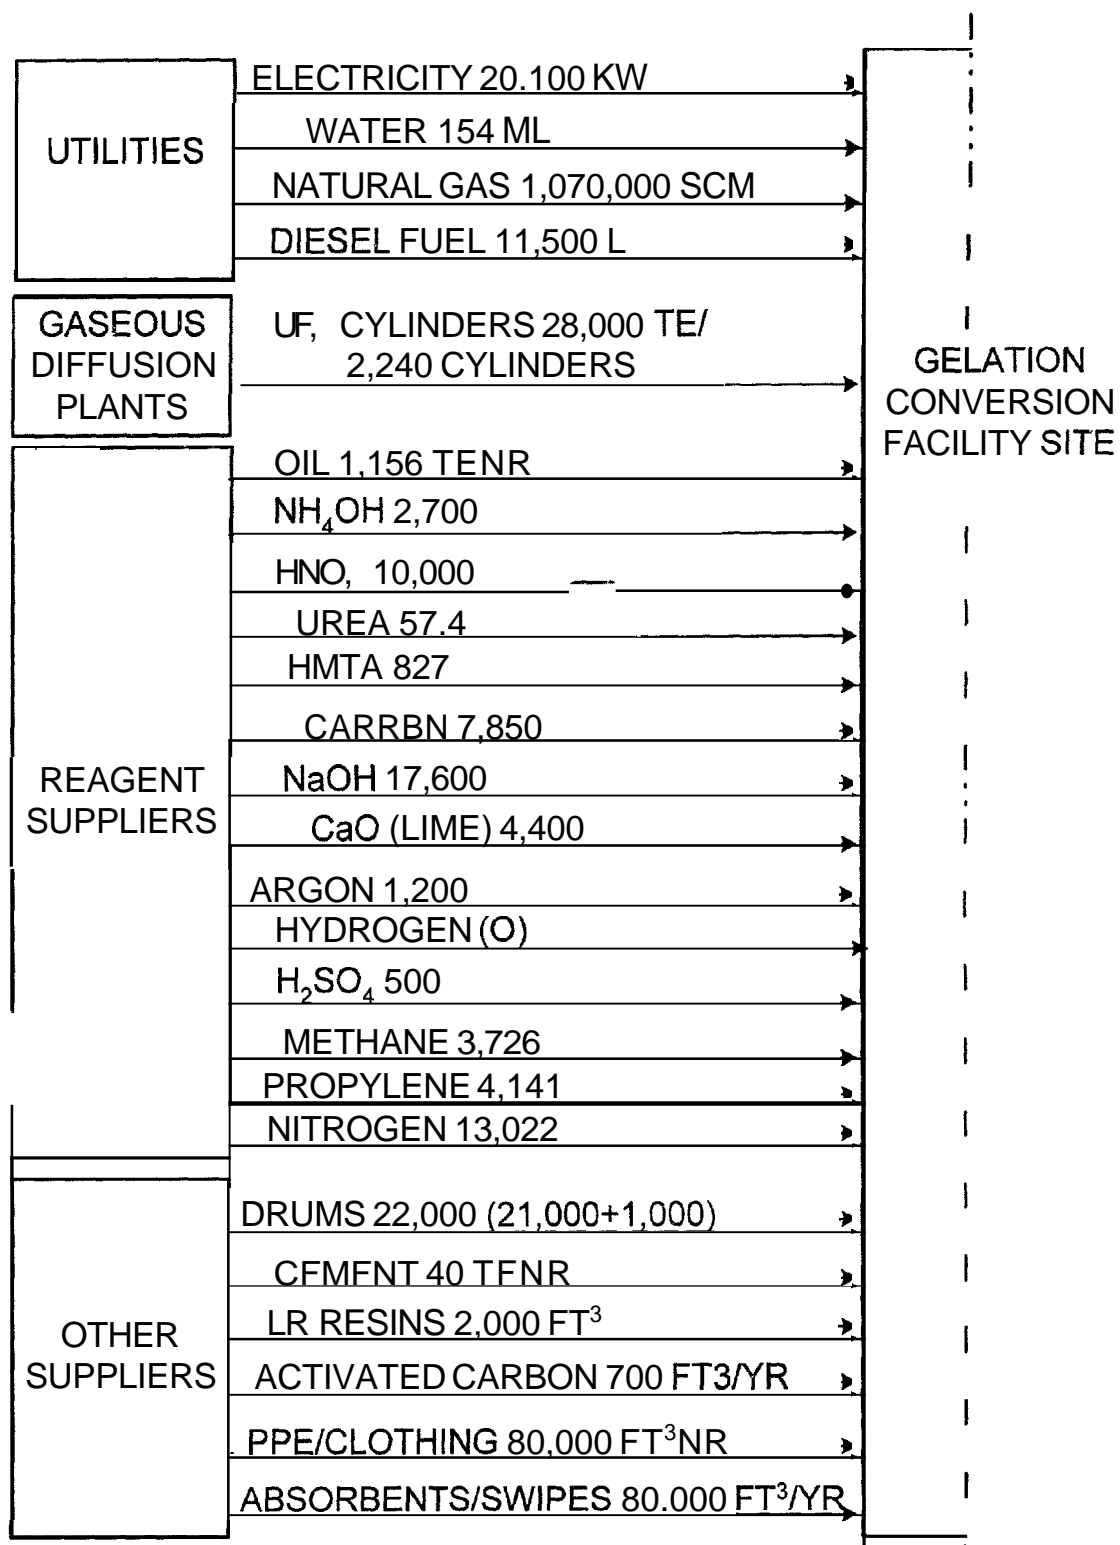 UTILITIES
ELECTRICITY 20.100 KW
WATER 154 ML
NATURAL GAS 1,070,000 SCM
DIESEL FUEL 11,500 L
GASEOUS
DIFFUSION
PLANTS
UF, CYLINDERS 28,000 TE/
2,240 CYLINDERS
GELATION
CONVERSION
FACILITY SITE
REAGENT
SUPPLIERS
OIL 1,156 TENR
NH₄OH 2,700
HNO, 10,000
UREA 57.4
HMTA 827
CARRBN 7,850
NaOH 17,600
CaO (LIME) 4,400
ARGON 1,200
HYDROGEN (O)
H₂SO₄ 500
METHANE 3,726
PROPYLENE 4,141
NITROGEN 13,022
OTHER
SUPPLIERS
DRUMS 22,000 (21,000+1,000)
CFMFNT 40 TFNR
LR RESINS 2,000 FT³
ACTIVATED CARBON 700 FT3/YR
PPE/CLOTHING 80,000 FT³NR
ABSORBENTS/SWIPES 80.000 FT³/YR